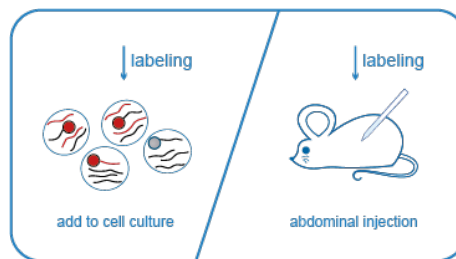 labeling
labeling
add to cell culture
abdominal injection